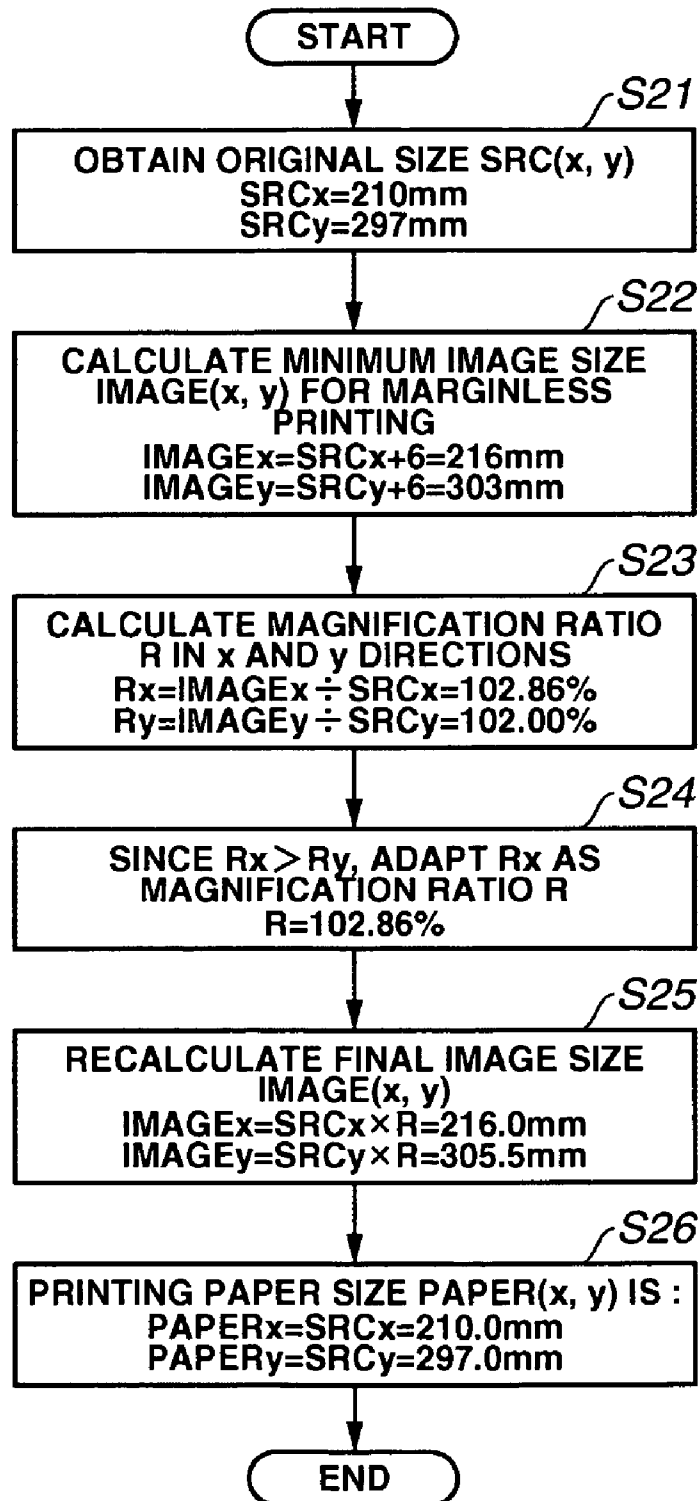 START
S21
OBTAIN ORIGINAL SIZE SRC(x, y)
SRCx=210mm
SRCy=297mm
S22
CALCULATE MINIMUM IMAGE SIZE
IMAGE(x, y) FOR MARGINLESS
PRINTING
IMAGEx=SRCx+6=216mm
IMAGEy=SRCy+6=303mm
S23
CALCULATE MAGNIFICATION RATIO
R IN x AND y DIRECTIONS
Rx=IMAGEx÷SRCx=102.86%
Ry=IMAGEy÷SRCy=102.00%
S24
SINCE Rx>Ry, ADAPT Rx AS
MAGNIFICATION RATIO R
R=102.86%
S25
RECALCULATE FINAL IMAGE SIZE
IMAGE(x, y)
IMAGEx=SRCx×R=216.0mm
IMAGEy=SRCy×R=305.5mm
S26
PRINTING PAPER SIZE PAPER(x, y) IS :
PAPERx=SRCx=210.0mm
PAPERy=SRCy=297.0mm
END